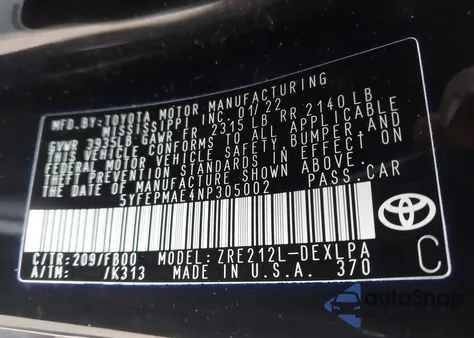 MFD.BY:TOYOTA MOTOR MANUFACTURING
MISSISSIPPI INC. 01/22
GVWR 3935LB GAWR FR 2315 LB RR 2140 LB
THIS VEHICLE CONFORMS TO ALL APPLICABLE
FEDERAL MOTOR VEHICLE SAFETY, BUMPER, AND
THEFT PREVENTION STANDARDS IN EFFECT ON
THE DATE OF MANUFACTURE SHOWN ABOVE.
5YFEPMAE4NP305002 PASS.CAR
C/TR:209/FB00 MODEL: ZRE212L-DEXLPA
A/TM: /K313 MADE IN U.S.A. 370
C
autoSnap